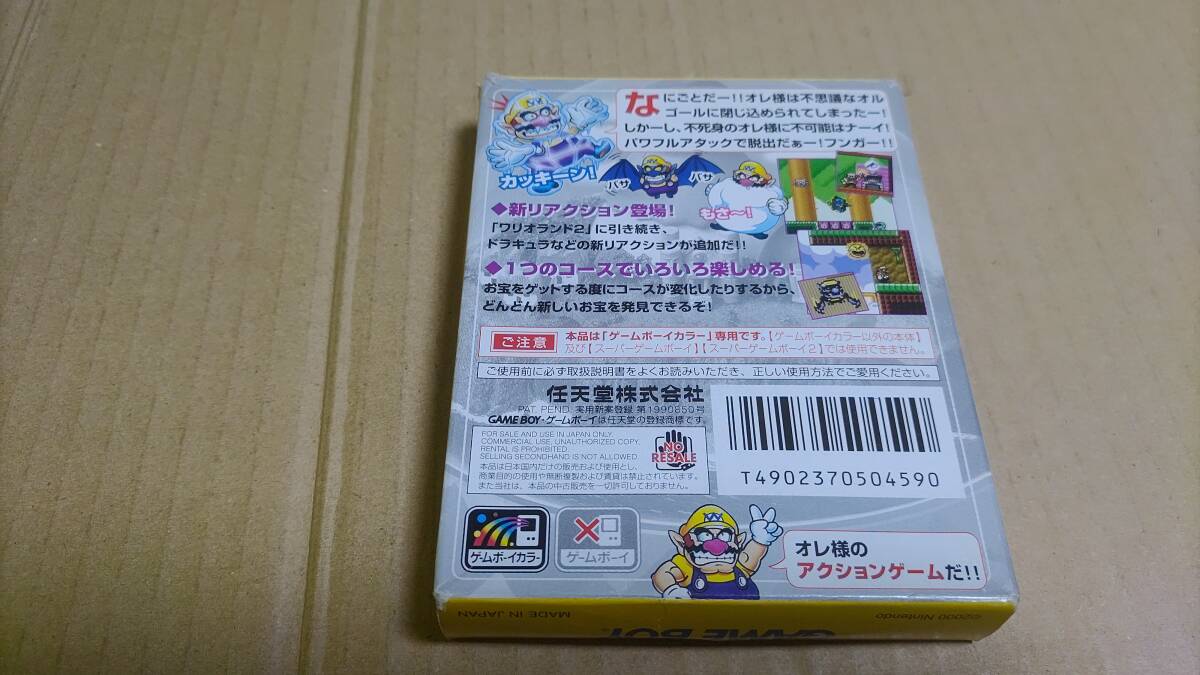 なにごとだー!!オレ様は不思議なオル
ゴールに閉じ込められてしまったー!
しかーし、不死身のオレ様に不可能はナーイ!
パワフルアタックで脱出だぁー!フンガー!!
カッキーン!
バサ
バサ
もさ〜!
◆新リアクション登場!
「ワリオランド2」に引き続き、
ドラキュラなどの新リアクションが追加だ!!
◆1つのコースでいろいろ楽しめる!
お宝をゲットする度にコースが変化したりするから、
どんどん新しいお宝を発見できるぞ!
ご注意
本品は「ゲームボーイカラー」専用です。【ゲームボーイカラー以外の本体】
及び【スーパーゲームボーイ】【スーパーゲームボーイ2】では使用できません。
ご使用前に必ず取扱説明書をよくお読みいただき、正しい使用方法でご愛用ください。
任天堂株式会社
PAT. PEND. 実用新案登録 第1990850号
GAME BOY・ゲームボーイは任天堂の登録商標です。
FOR SALE AND USE IN JAPAN ONLY.
COMMERCIAL USE, UNAUTHORIZED COPY,
RENTAL IS PROHIBITED.
SELLING SECONDHAND IS NOT ALLOWED.
本品は日本国内だけの販売および使用とし、
商業目的の使用や無断複製および賃貸は禁止されています。
また当社は、本品の中古販売を一切許可しておりません。
NO
RESALE
T4902370504590
ゲームボーイカラー
ゲームボーイ
オレ様の
アクションゲームだ!!
MADE IN JAPAN
GAME BOY
©2000 Nintendo